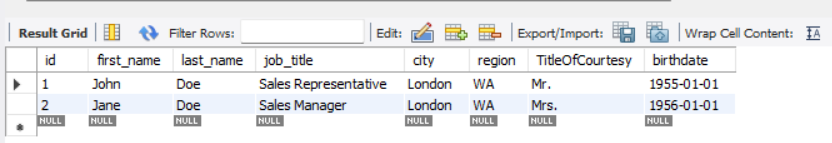 Result Grid Filter Rows: Edit: Export/Import: Wrap Cell Content: IA
id first_name last_name job_title city region TitleOfCourtesy birthdate
1 John Doe Sales Representative London WA Mr. 1955-01-01
2 Jane Doe Sales Manager London WA Mrs. 1956-01-01
NULL NULL NULL NULL NULL NULL NULL NULL